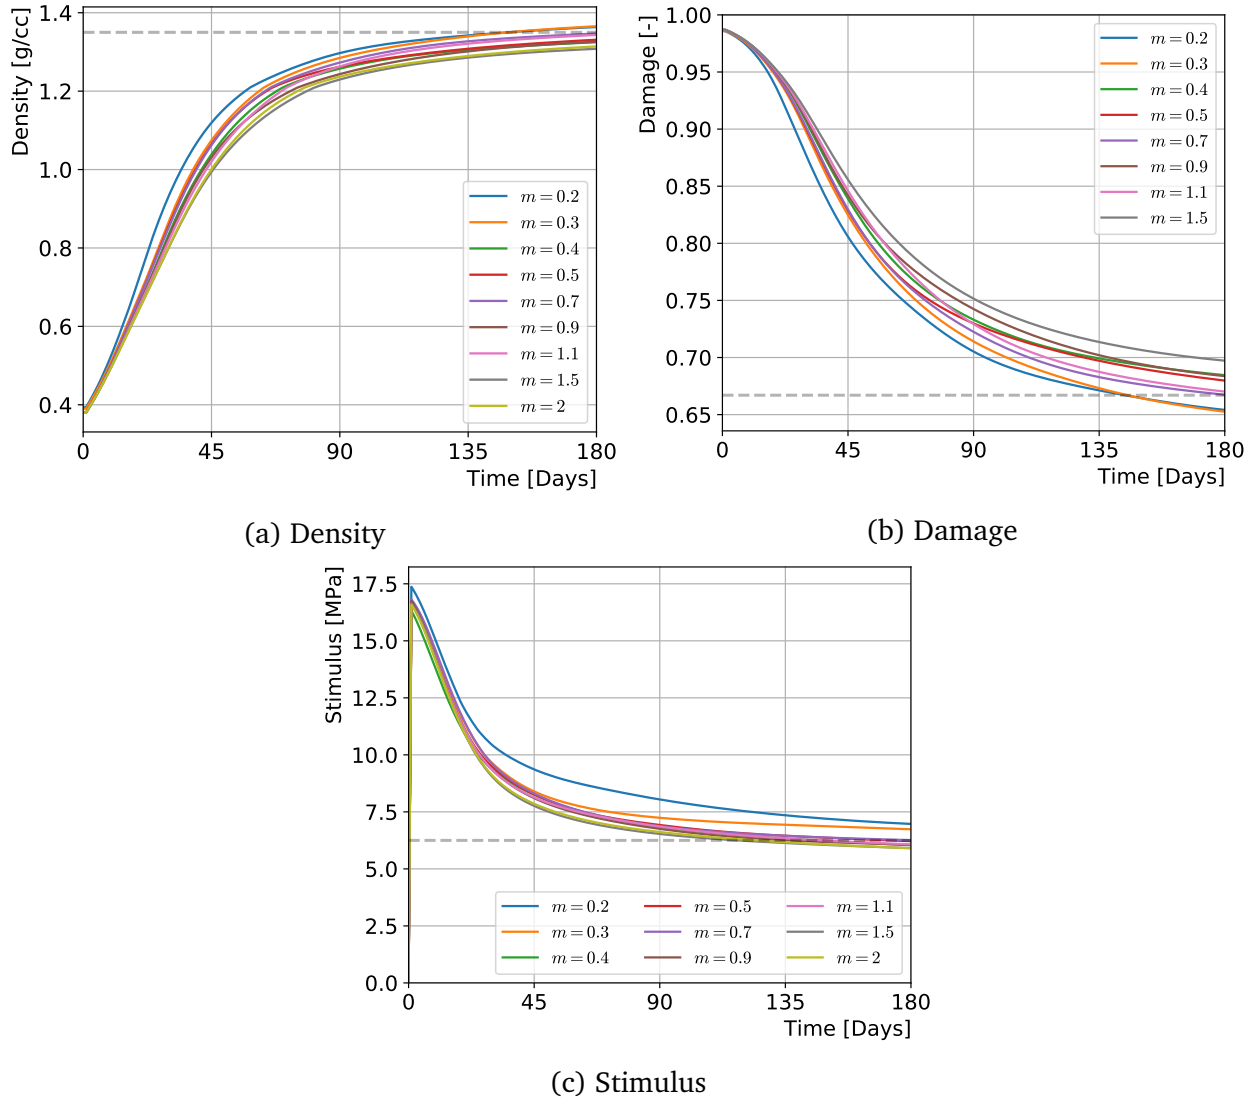 Density [g/cc]
1.4
1.2
1.0
0.8
0.6
0.4
0
45
90
135
180
Time [Days]
m = 0.2
m = 0.3
m = 0.4
m = 0.5
m = 0.7
m = 0.9
m = 1.1
m = 1.5
m = 2
(a) Density
Damage [-]
1.00
0.95
0.90
0.85
0.80
0.75
0.70
0.65
0
45
90
135
180
Time [Days]
m = 0.2
m = 0.3
m = 0.4
m = 0.5
m = 0.7
m = 0.9
m = 1.1
m = 1.5
(b) Damage
Stimulus [MPa]
17.5
15.0
12.5
10.0
7.5
5.0
2.5
0.0
0
45
90
135
180
Time [Days]
m = 0.2
m = 0.3
m = 0.4
m = 0.5
m = 0.7
m = 0.9
m = 1.1
m = 1.5
m = 2
(c) Stimulus